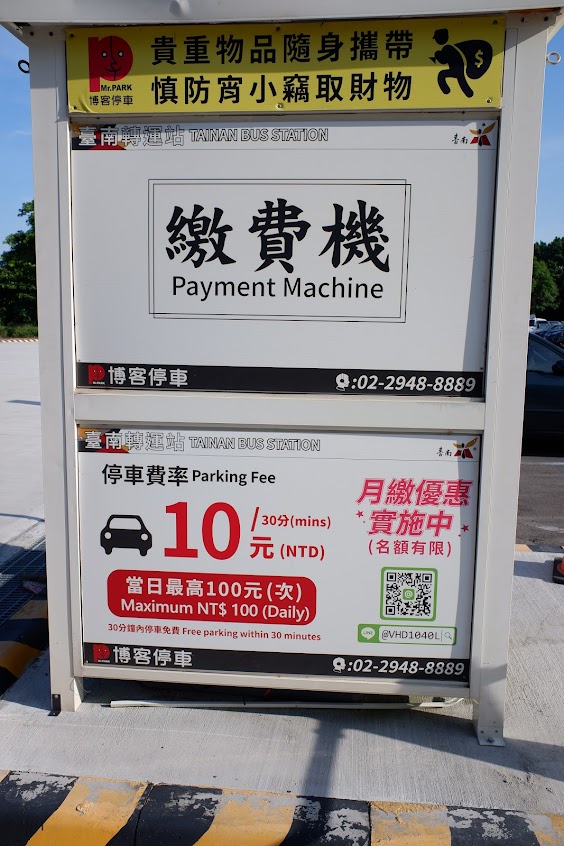 貴重物品隨身攜帶
慎防宵小竊取財物
Mr.PARK
博客停車
臺南轉運站 TAINAN BUS STATION
臺南
繳費機
Payment Machine
博客停車
:02-2948-8889
臺南轉運站 TAINAN BUS STATION
臺南
停車費率 Parking Fee
10/30分(mins)
元 (NTD)
當日最高100元(次)
Maximum NT$ 100 (Daily)
30分鐘內停車免費 Free parking within 30 minutes
月繳優惠
實施中
(名額有限)
LINE @VHD1040L
博客停車
:02-2948-8889